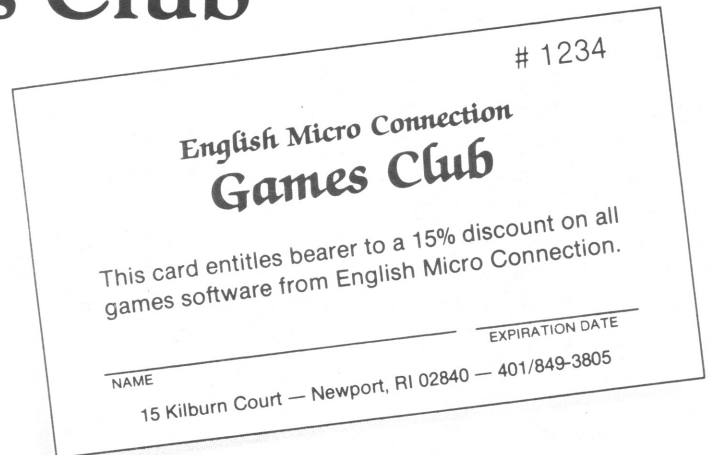 s Club
# 1234
English Micro Connection
Games Club
This card entitles bearer to a 15% discount on all
games software from English Micro Connection.
NAME
EXPIRATION DATE
15 Kilburn Court — Newport, RI 02840 — 401/849-3805